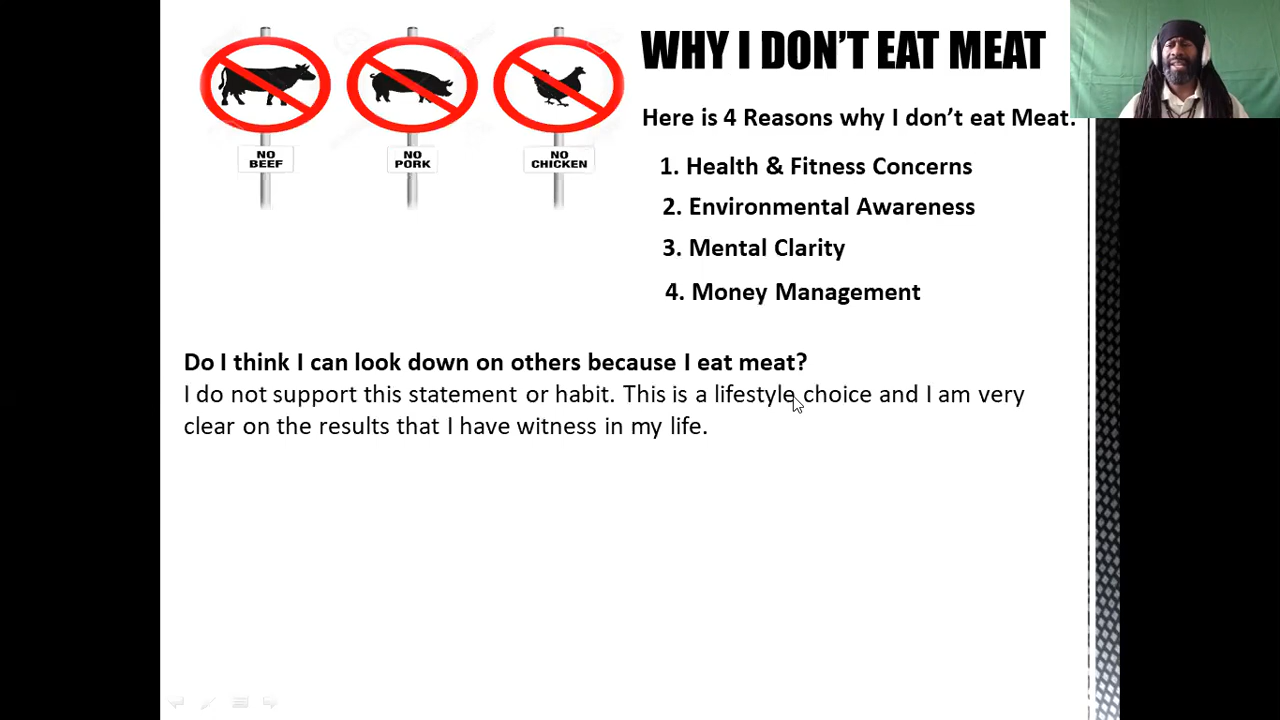 NO
BEEF
NO
PORK
NO
CHICKEN
WHY I DON'T EAT MEAT
Here is 4 Reasons why I don't eat Meat.
1. Health & Fitness Concerns
2. Environmental Awareness
3. Mental Clarity
4. Money Management
Do I think I can look down on others because I eat meat?
I do not support this statement or habit. This is a lifestyle choice and I am very
clear on the results that I have witness in my life.